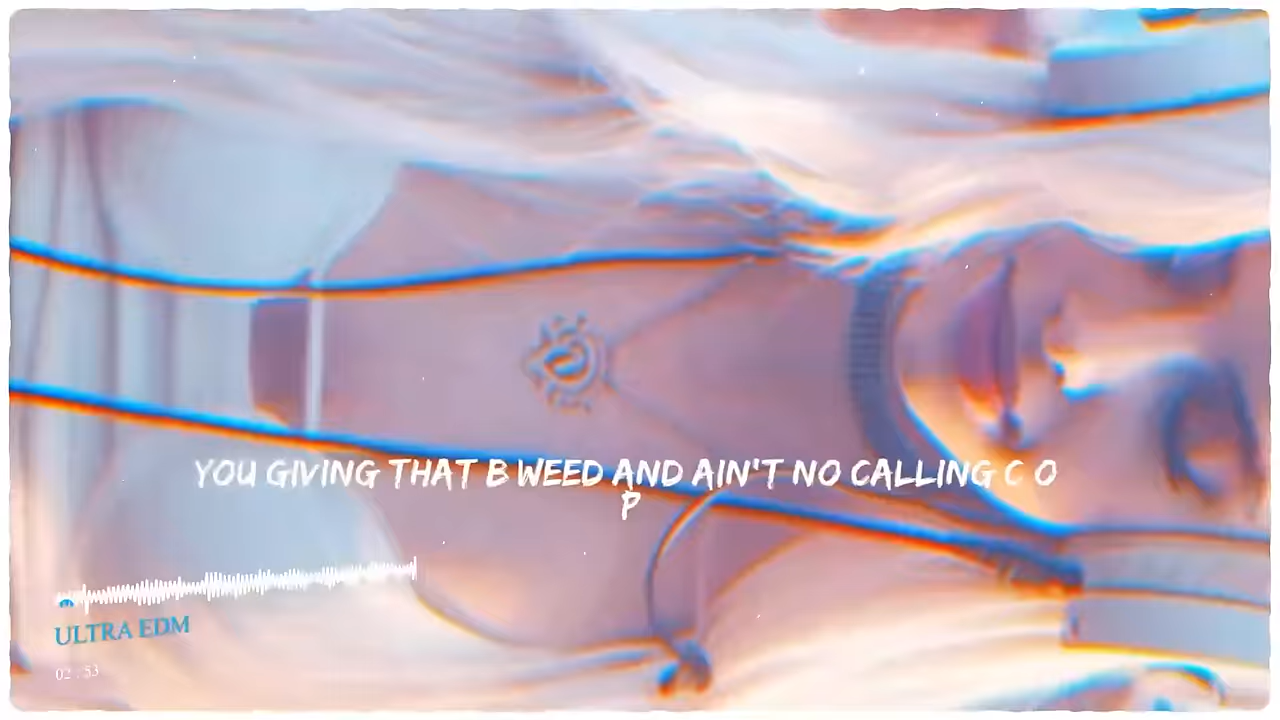 YOU GIVING THAT B WEED AND AIN'T NO CALLING C O
P
ULTRA EDM
02 : 53